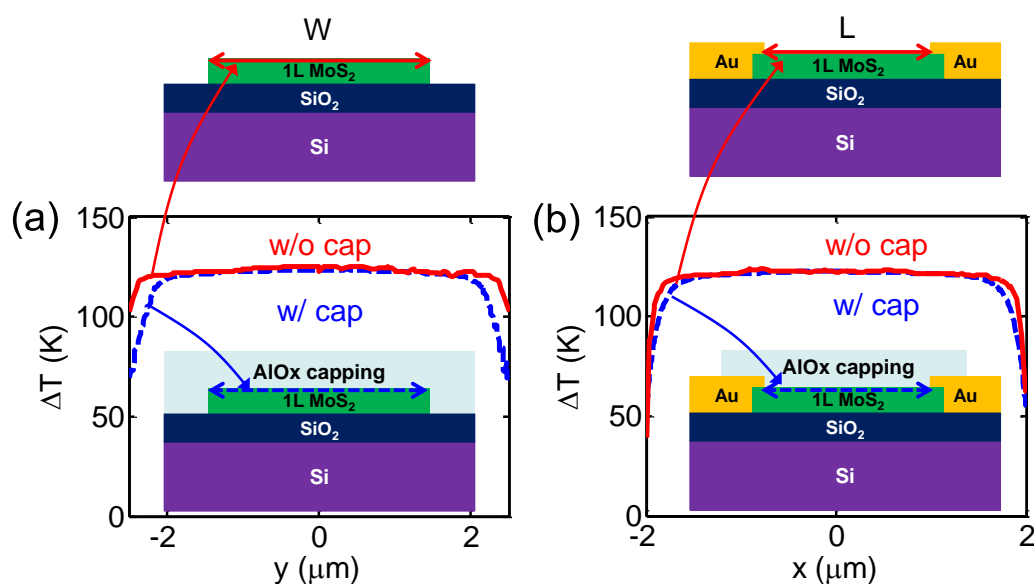 W
1L MoS₂
SiO₂
Si
L
Au 1L MoS₂ Au
SiO₂
Si
(a)
150
100
50
0
ΔT (K)
w/o cap
w/ cap
AlOx capping
1L MoS₂
SiO₂
Si
-2 0 2
y (μm)
(b)
150
100
50
0
ΔT (K)
w/o cap
w/ cap
AlOx capping
Au 1L MoS₂ Au
SiO₂
Si
-2 -1 0 1 2
x (μm)